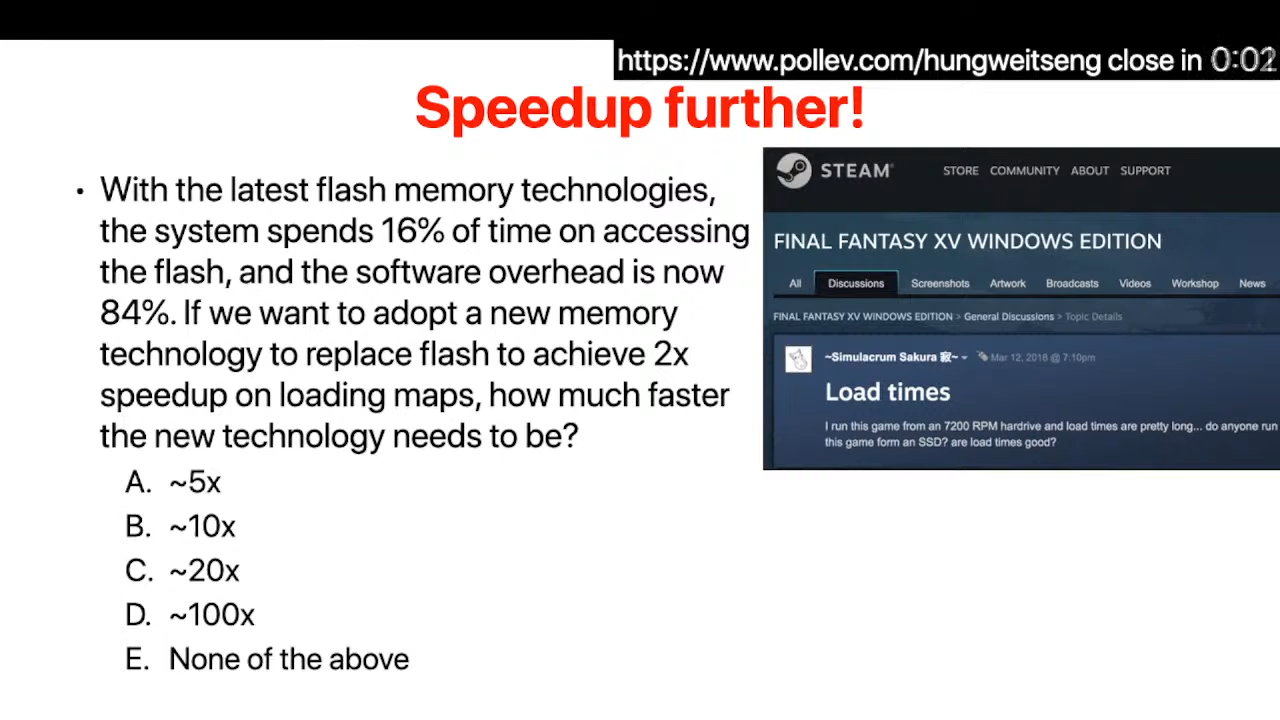 https://www.pollev.com/hungweitseng close in 0:02
Speedup further!
• With the latest flash memory technologies,
the system spends 16% of time on accessing
the flash, and the software overhead is now
84%. If we want to adopt a new memory
technology to replace flash to achieve 2x
speedup on loading maps, how much faster
the new technology needs to be?
A. ~5x
B. ~10x
C. ~20x
D. ~100x
E. None of the above
STEAM
STORE COMMUNITY ABOUT SUPPORT
FINAL FANTASY XV WINDOWS EDITION
All Discussions Screenshots Artwork Broadcasts Videos Workshop News
FINAL FANTASY XV WINDOWS EDITION > General Discussions > Topic Details
~Simulacrum Sakura 寂~ Mar 12, 2018 @ 7:10pm
Load times
I run this game from an 7200 RPM hardrive and load times are pretty long... do anyone run
this game form an SSD? are load times good?